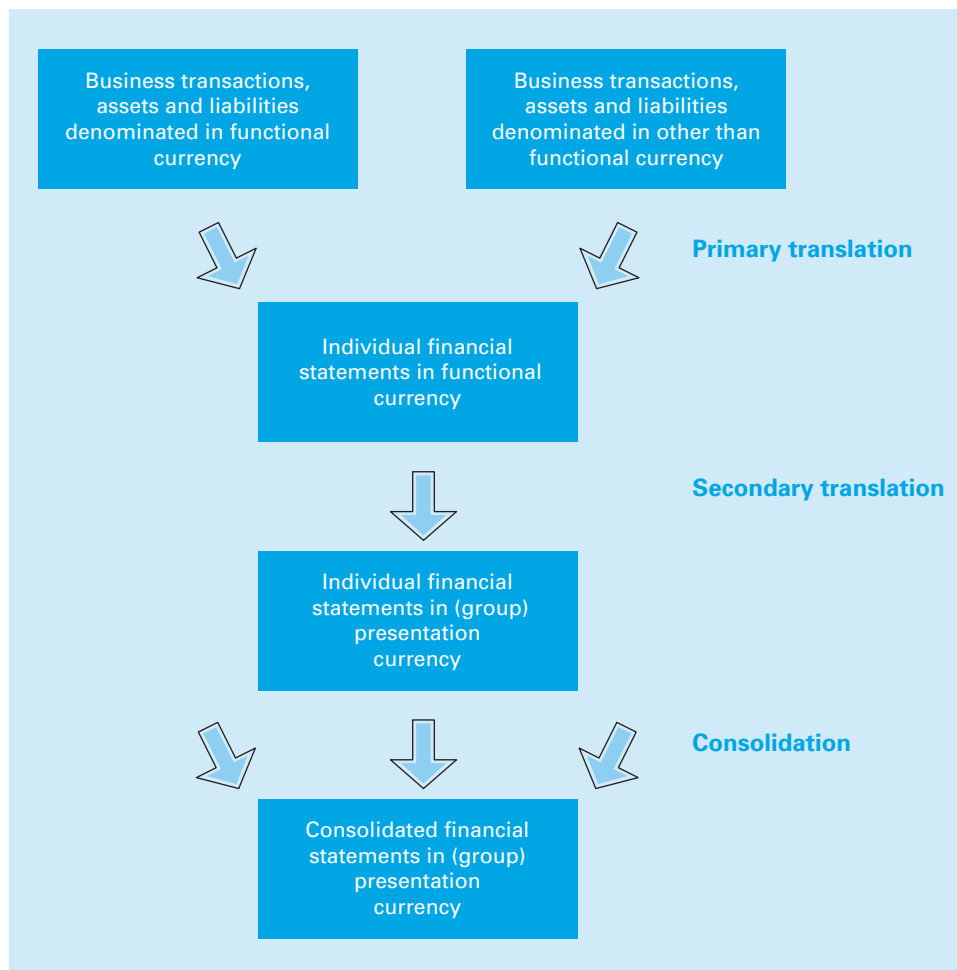 Business transactions,
assets and liabilities
denominated in functional
currency
Business transactions,
assets and liabilities
denominated in other than
functional currency
Primary translation
Individual financial
statements in functional
currency
Secondary translation
Individual financial
statements in (group)
presentation
currency
Consolidation
Consolidated financial
statements in (group)
presentation
currency